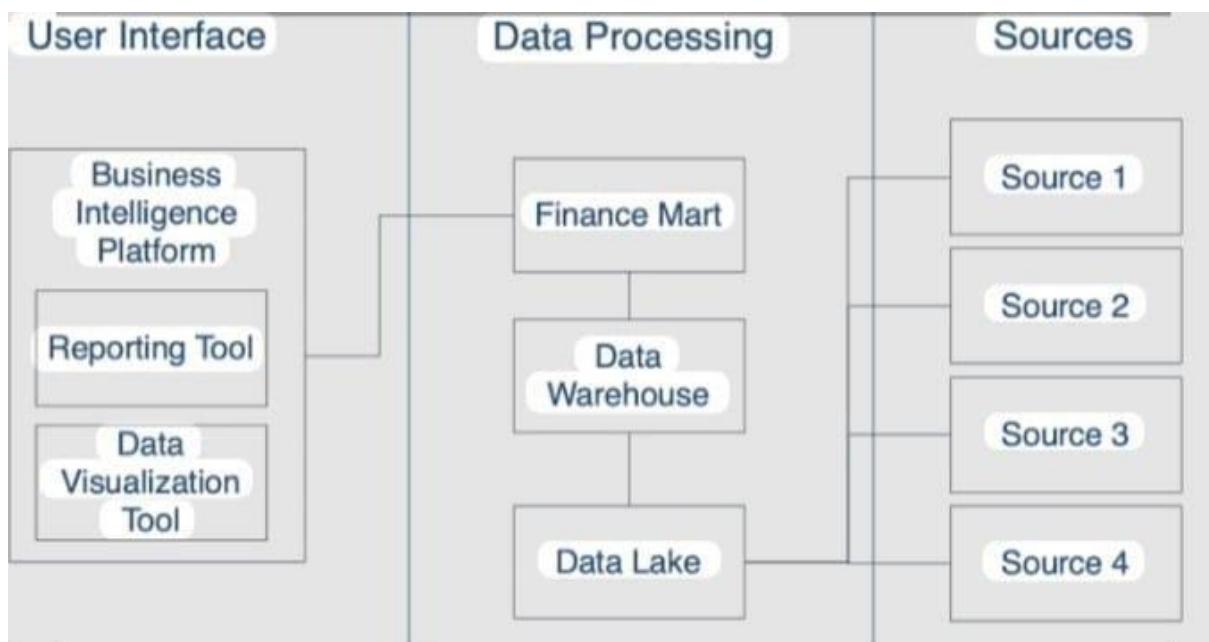 User Interface
Data Processing
Sources
Business
Intelligence
Platform
Reporting Tool
Data
Visualization
Tool
Finance Mart
Data
Warehouse
Data Lake
Source 1
Source 2
Source 3
Source 4